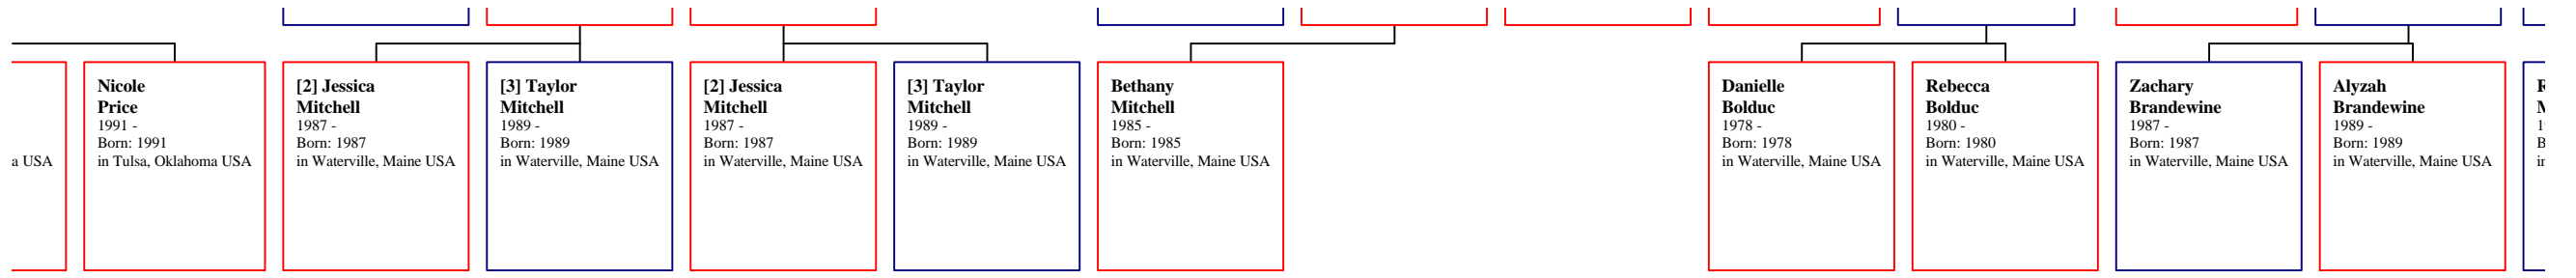 a USA
Nicole
Price
1991 -
Born: 1991
in Tulsa, Oklahoma USA
[2] Jessica
Mitchell
1987 -
Born: 1987
in Waterville, Maine USA
[3] Taylor
Mitchell
1989 -
Born: 1989
in Waterville, Maine USA
[2] Jessica
Mitchell
1987 -
Born: 1987
in Waterville, Maine USA
[3] Taylor
Mitchell
1989 -
Born: 1989
in Waterville, Maine USA
Bethany
Mitchell
1985 -
Born: 1985
in Waterville, Maine USA
Danielle
Bolduc
1978 -
Born: 1978
in Waterville, Maine USA
Rebecca
Bolduc
1980 -
Born: 1980
in Waterville, Maine USA
Zachary
Brandewine
1987 -
Born: 1987
in Waterville, Maine USA
Alyzah
Brandewine
1989 -
Born: 1989
in Waterville, Maine USA